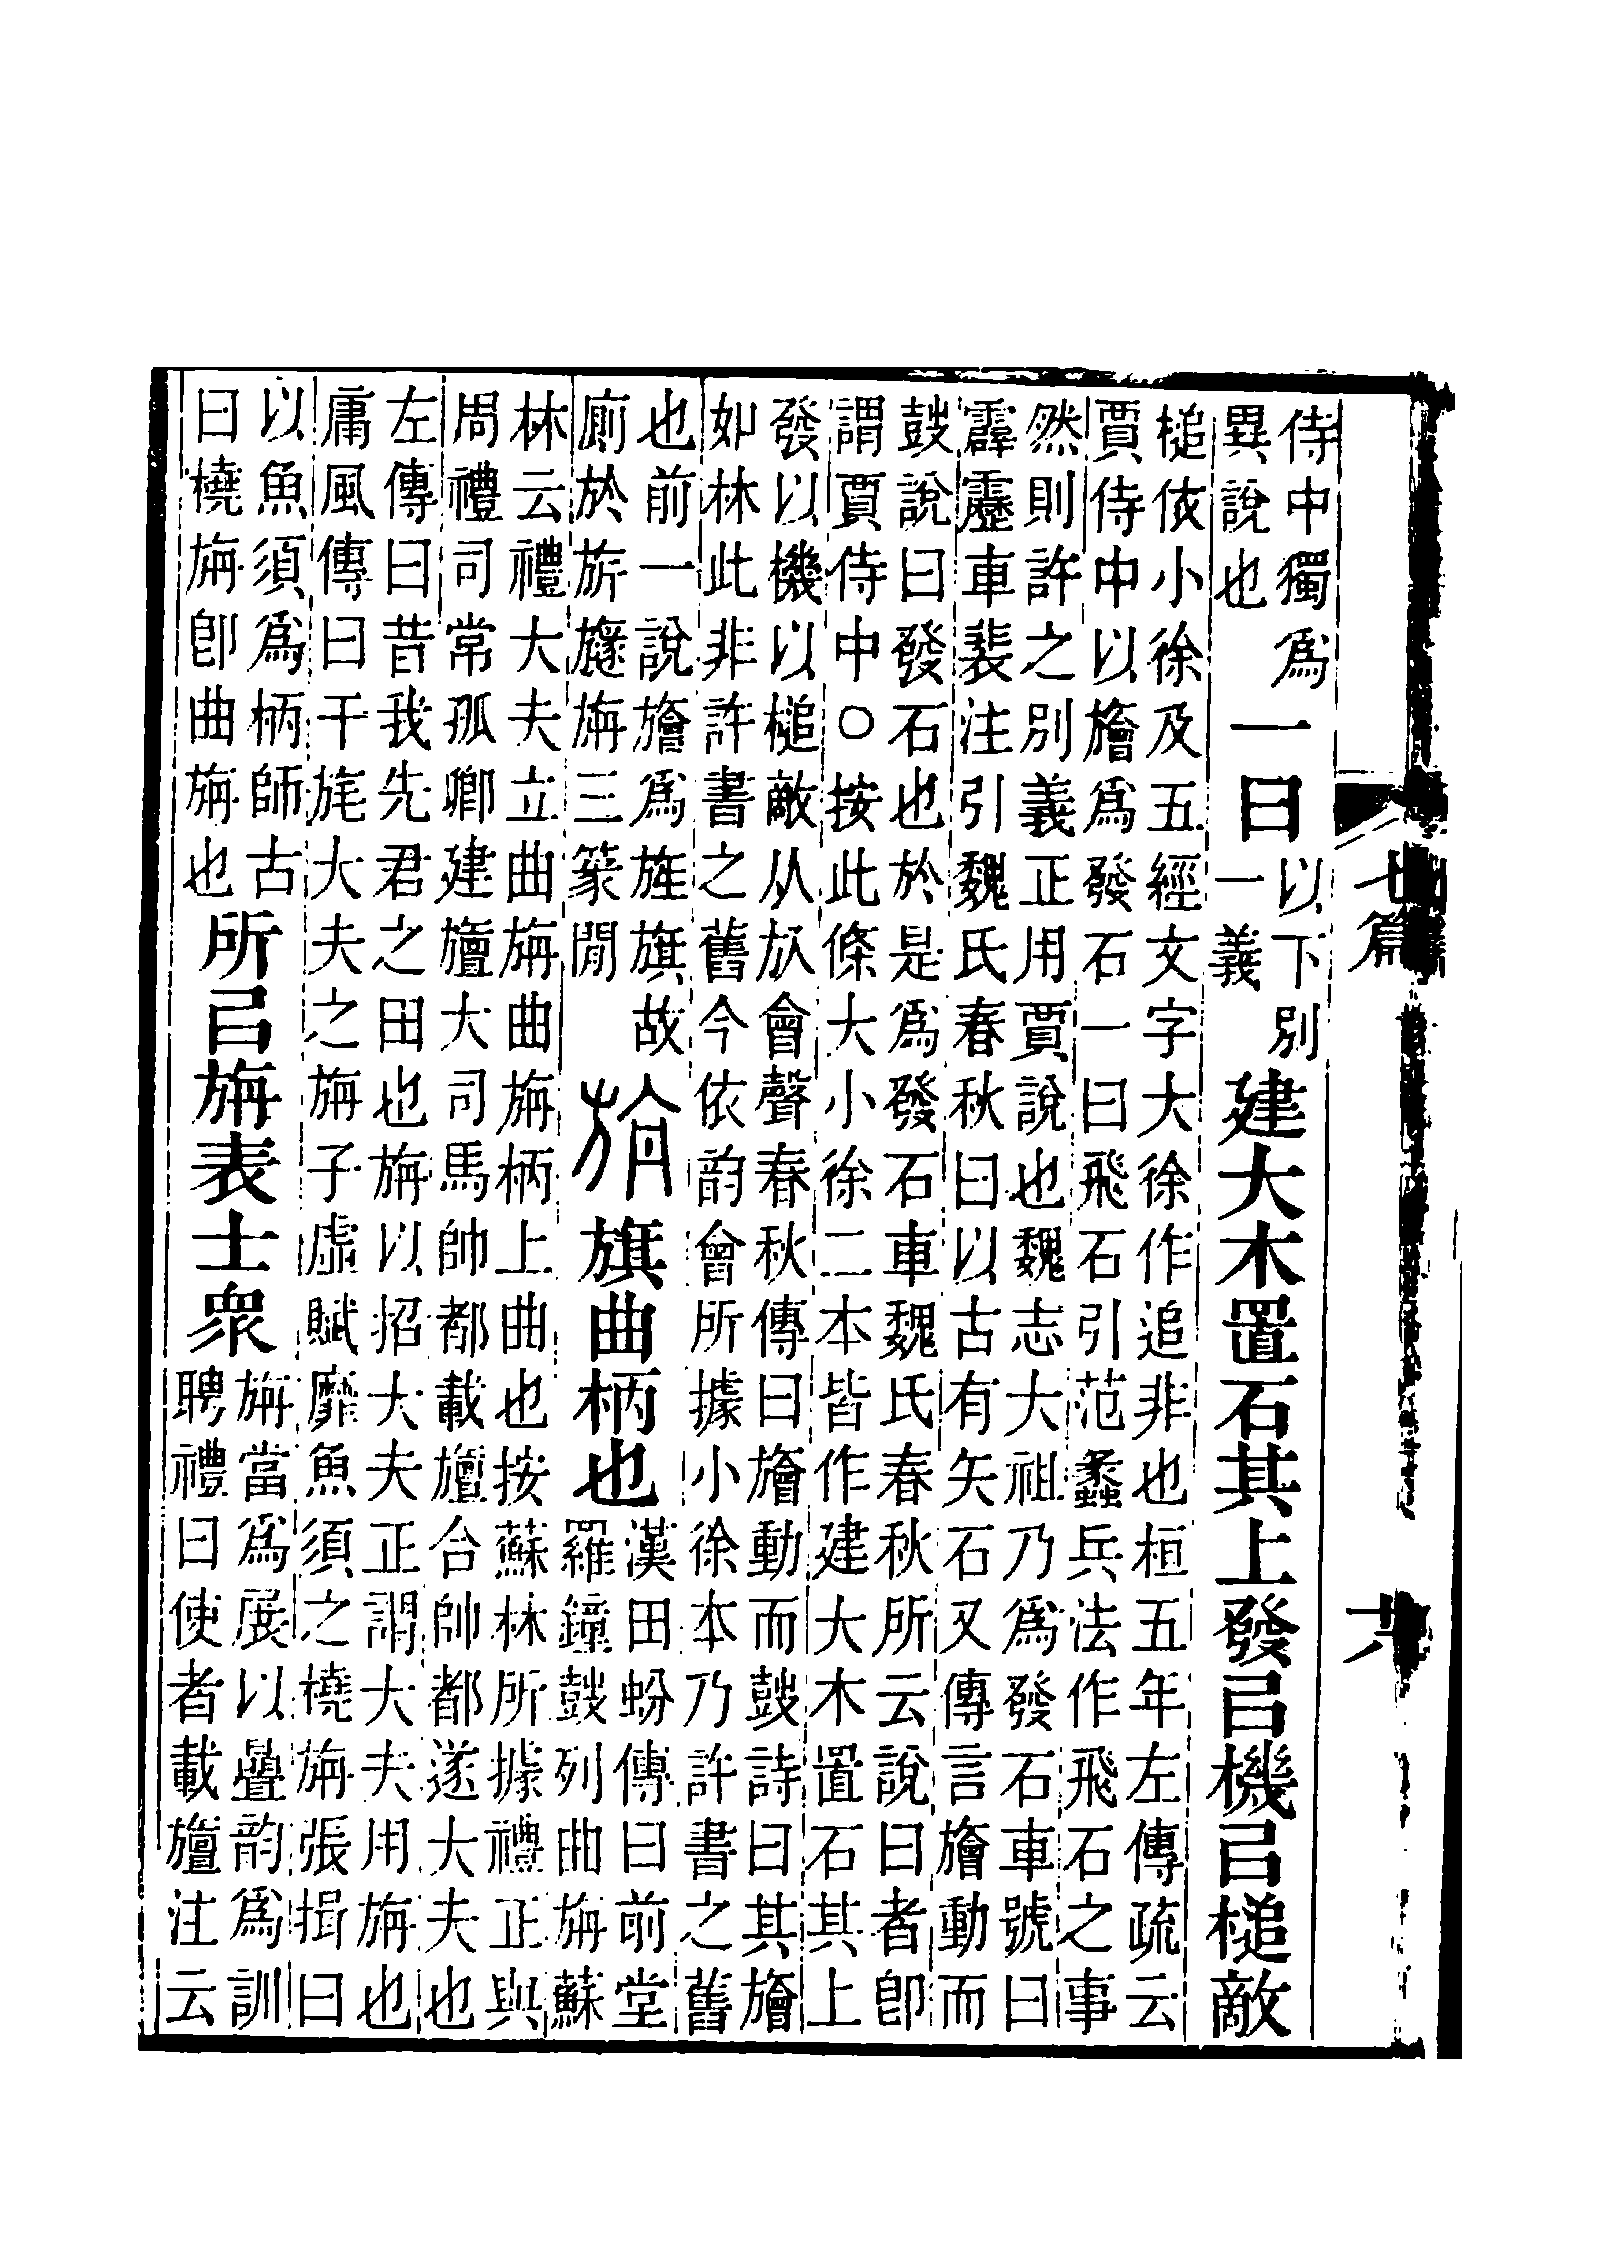 七篇
侍中獨爲
異說也
一曰
以下別
一義
建大木置石其上發㠯機㠯槌敵
槌依小徐及五經文字大徐作追非也桓五年左傳疏云
賈侍中以旝爲發石一曰飛石引范蠡兵法作飛石之事
然則許之別義正用賈說也魏志大祖乃爲發石車號曰
霹靂車裴注引魏氏春秋曰以古有矢石又傳言旝動而
鼓說曰發石也於是爲發石車魏氏春秋所云說曰者卽
謂賈侍中○按此條大小徐二本皆作建大木置石其上
發以機以槌敵从㫃會聲春秋傳曰旝動而鼓詩曰其旝
如林此非許書之舊今依韵會所據小徐本乃許書之舊
也前一說旝爲旌旗故
廁於旂旞旃三篆閒
旃
旗曲柄也
漢田蚡傳曰前堂
羅鐘鼓列曲旃蘇
林云禮大夫立曲旃曲旃柄上曲也按蘇林所據禮正與
周禮司常孤卿建旜大司馬帥都載旜合帥都遂大夫也
左傳曰昔我先君之田也旃以招大夫正謂大夫用旃也
庸風傳曰干旄大夫之旃子虛賦靡魚須之橈旃張揖曰
以魚須爲柄師古
曰橈旃卽曲旃也
所㠯旃表士衆
旃當爲展以疊韵爲訓
聘禮曰使者載旜注云